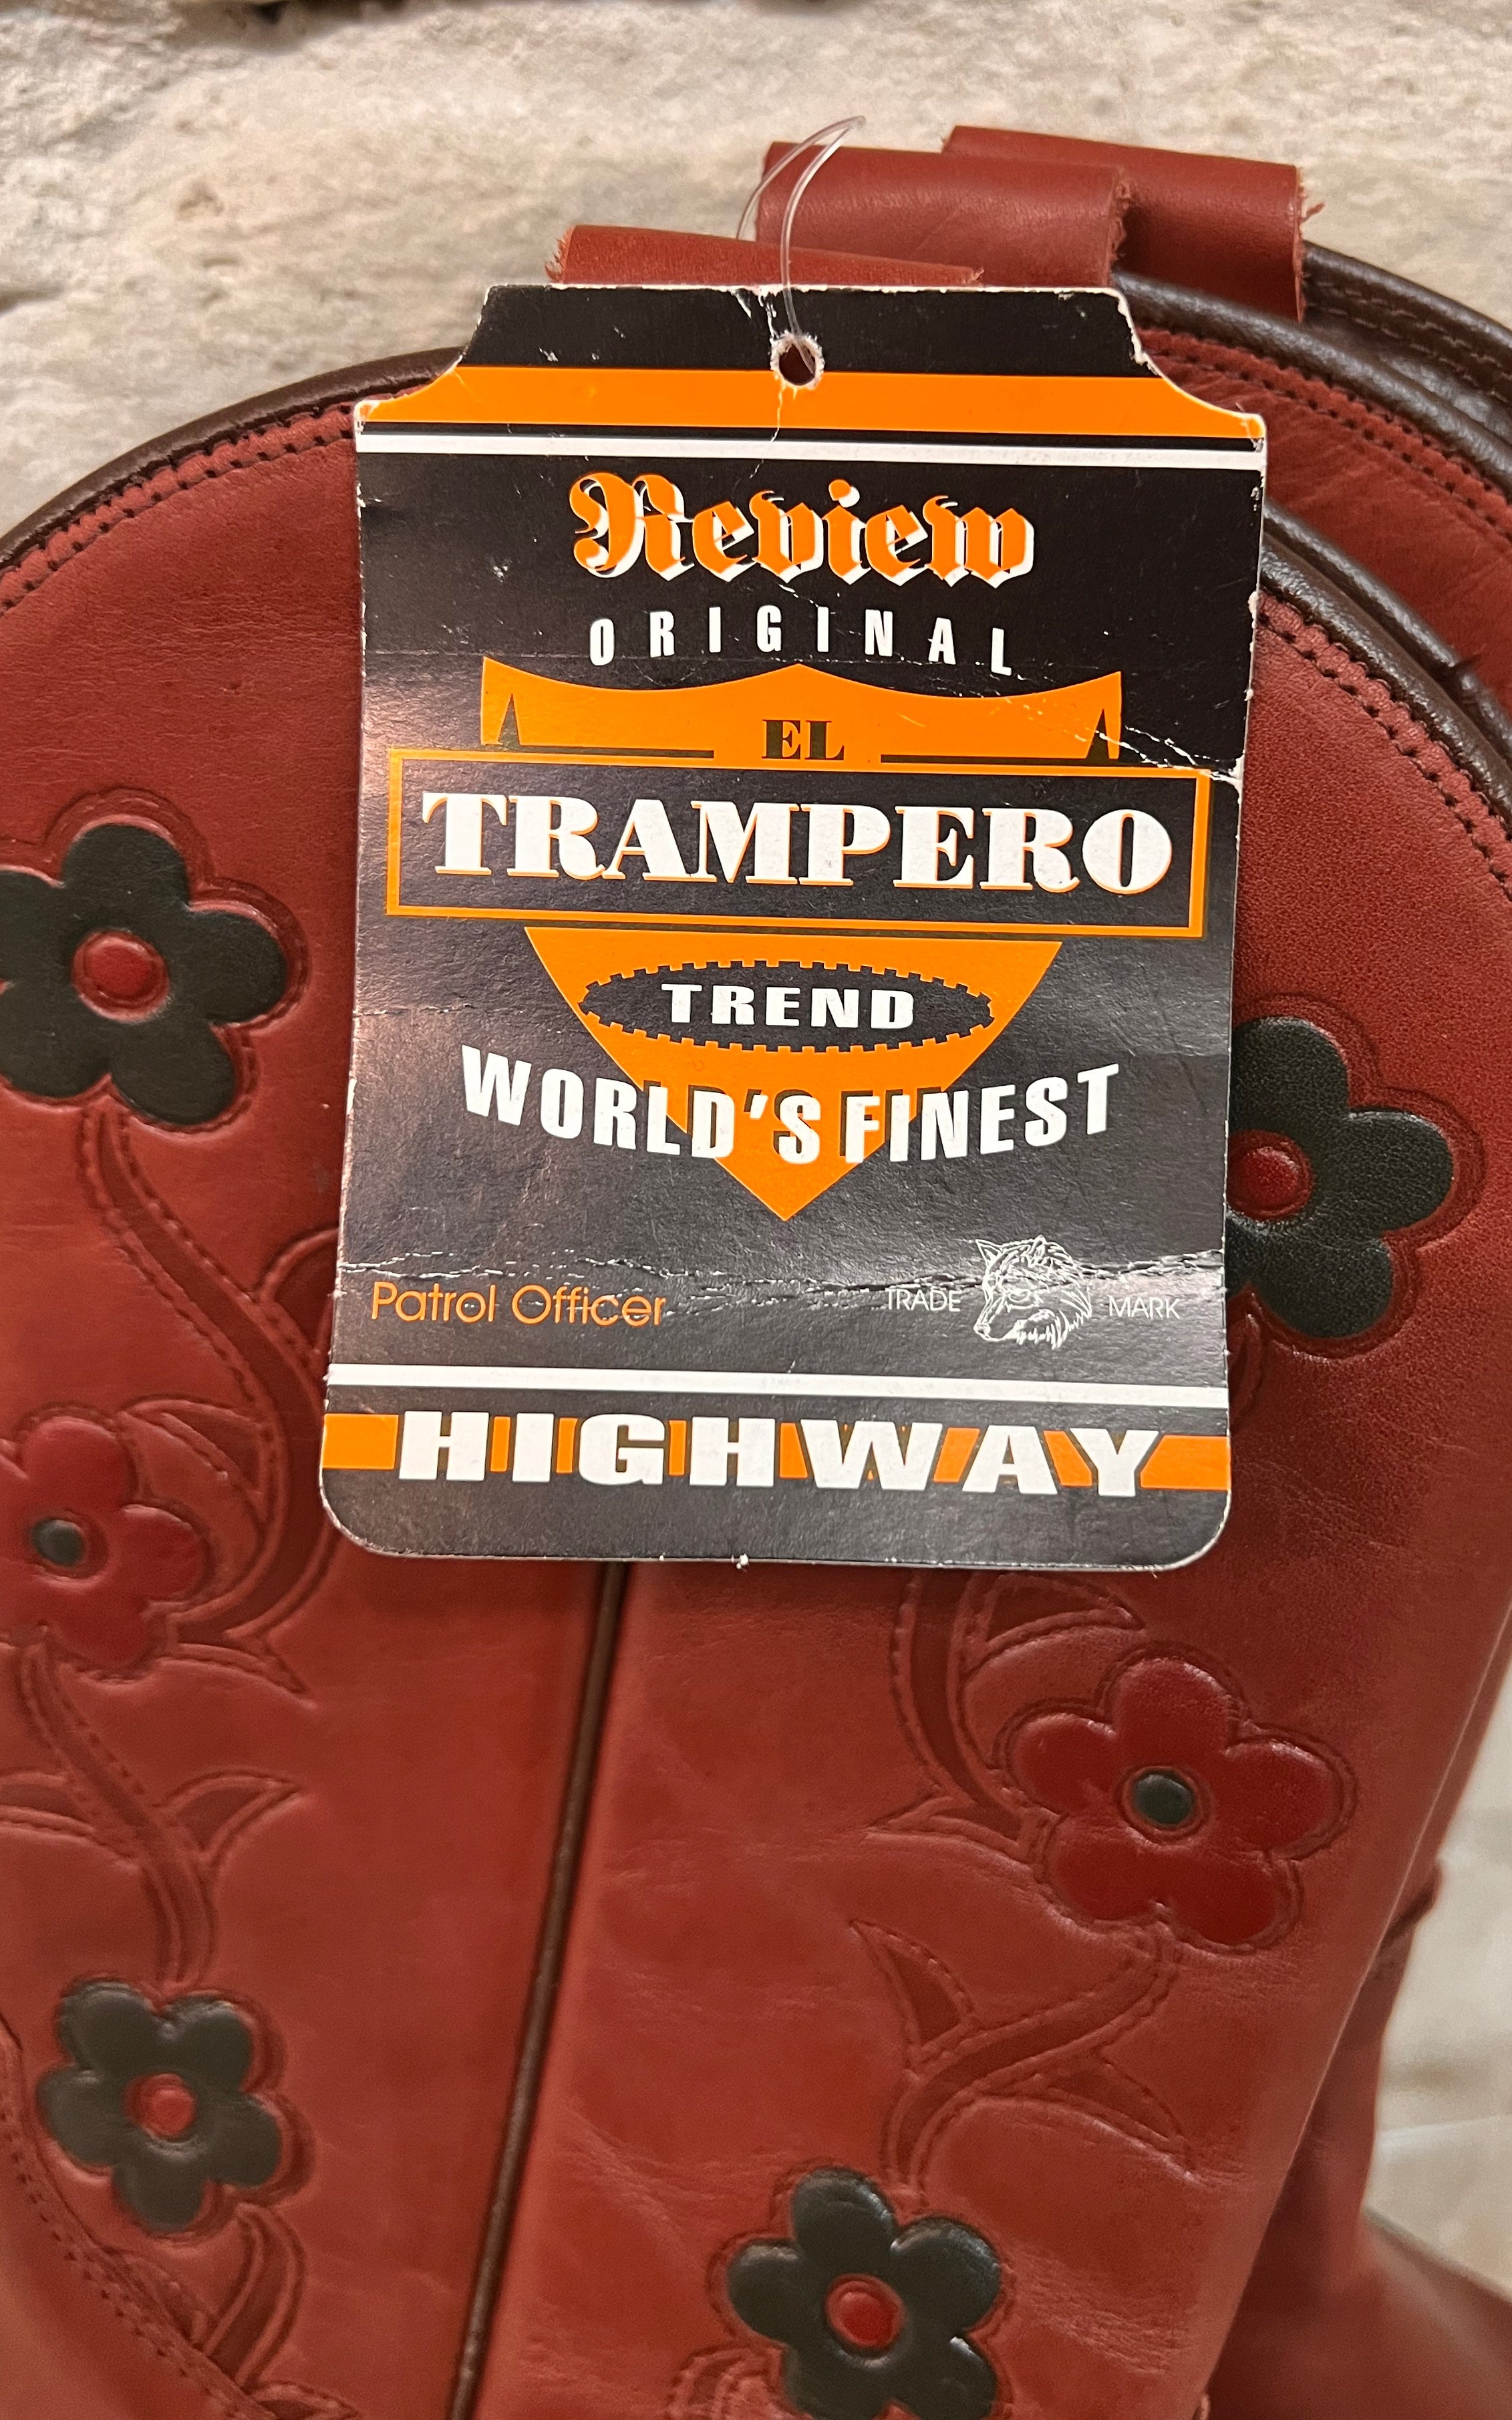 Review
ORIGINAL
EL
TRAMPERO
TREND
WORLD'S FINEST
Patrol Officer
TRADE MARK
HIGHWAY